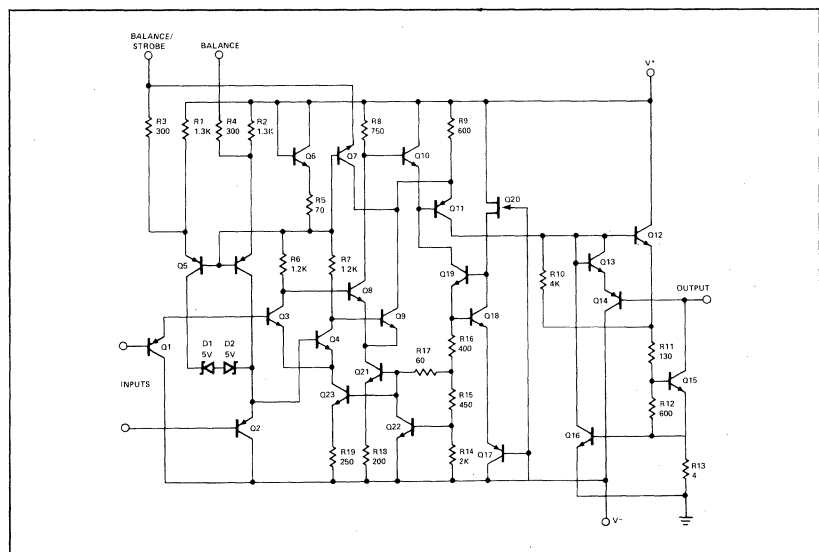 BALANCE/
STROBE
BALANCE
V+
R3
300
R1
1.3K
R4
300
R2
1.3K
R8
750
R9
600
Q6
Q7
Q10
R5
70
Q11
Q20
Q12
Q5
R6
1.2K
R7
1.2K
Q8
Q19
R10
4K
Q13
Q14
OUTPUT
Q3
Q9
Q18
Q1
D1
5V
D2
5V
Q4
R16
400
R11
130
R17
60
Q21
Q15
INPUTS
Q23
R15
450
R12
600
Q2
Q22
Q16
R19
250
R18
200
R14
2K
Q17
R13
4
V-